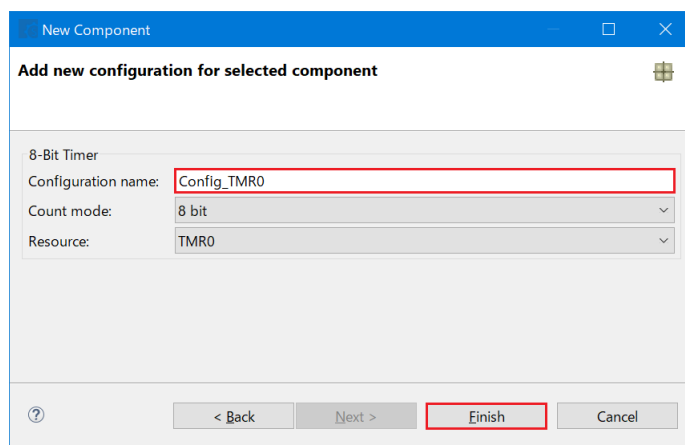 New Component
Add new configuration for selected component
8-Bit Timer
Configuration name: Config_TMR0
Count mode: 8 bit
Resource: TMR0
? < Back Next > Finish Cancel